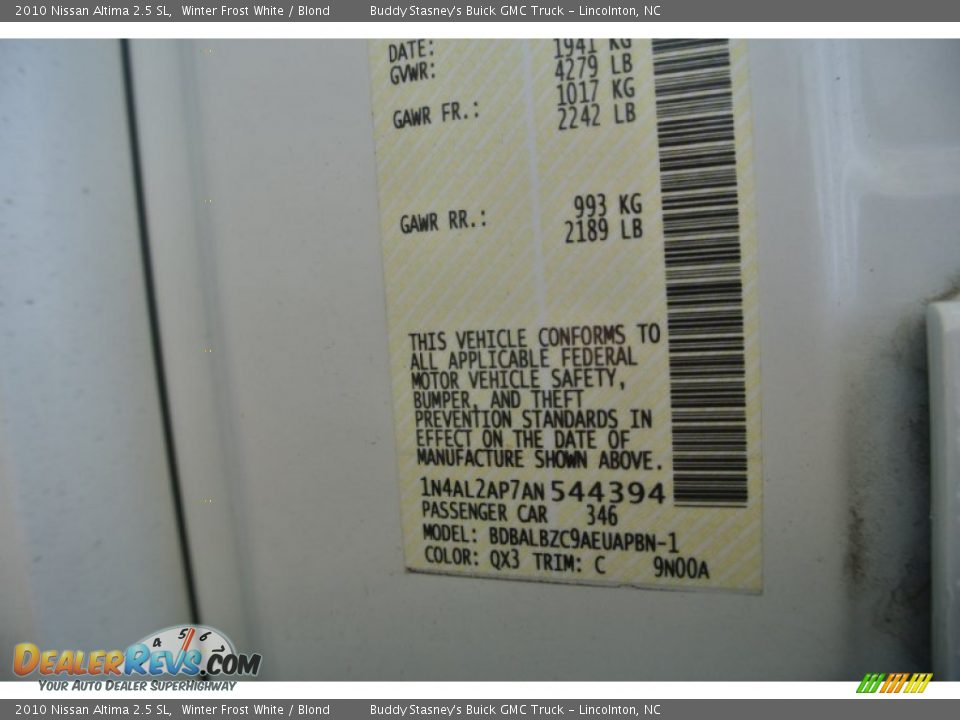 2010 Nissan Altima 2.5 SL, Winter Frost White / Blond Buddy Stasney's Buick GMC Truck - Lincolnton, NC
DATE: 1941 KG
GVWR: 4279 LB
1017 KG
GAWR FR.: 2242 LB
993 KG
GAWR RR.: 2189 LB
THIS VEHICLE CONFORMS TO
ALL APPLICABLE FEDERAL
MOTOR VEHICLE SAFETY,
BUMPER, AND THEFT
PREVENTION STANDARDS IN
EFFECT ON THE DATE OF
MANUFACTURE SHOWN ABOVE.
1N4AL2AP7AN544394
PASSENGER CAR 346
MODEL: BDBALBZC9AEUAPBN-1
COLOR: QX3 TRIM: C 9N00A
4 5 6
DEALERREVS.COM
YOUR AUTO DEALER SUPERHIGHWAY
2010 Nissan Altima 2.5 SL, Winter Frost White / Blond Buddy Stasney's Buick GMC Truck - Lincolnton, NC